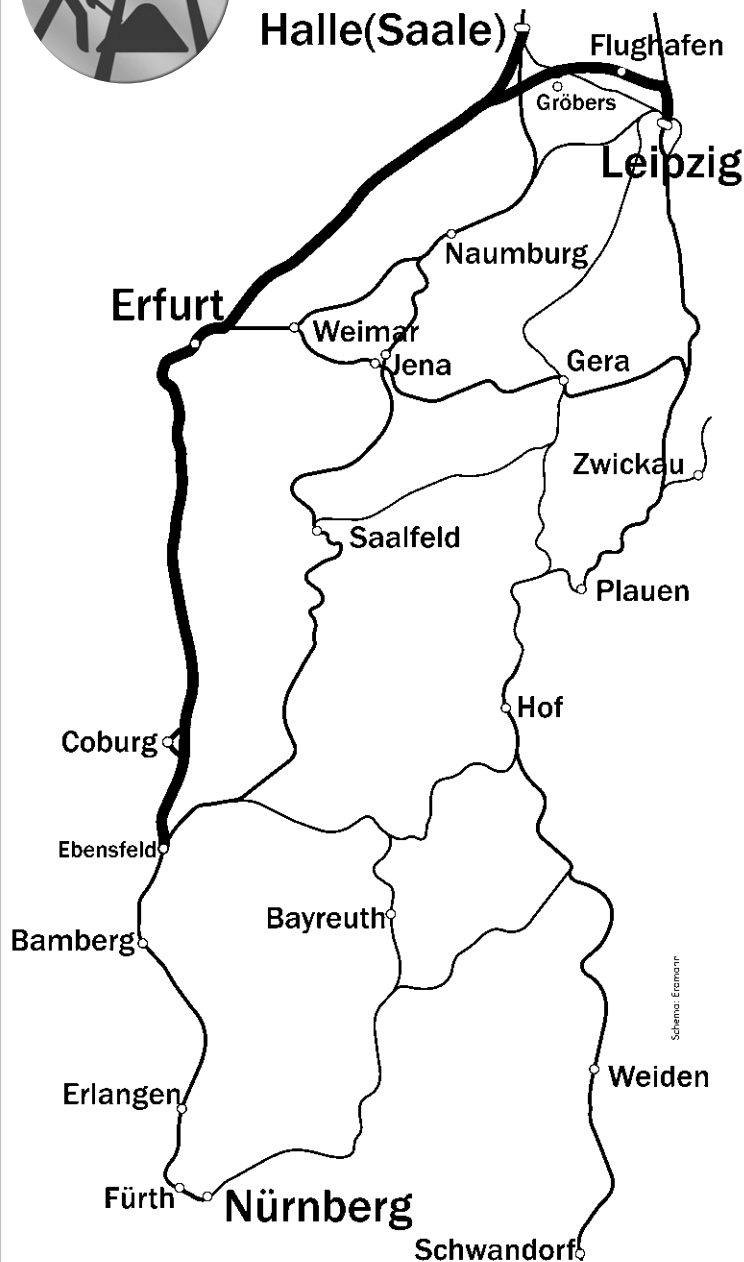 Halle(Saale)
Flughafen
Gröbers
Leipzig
Naumburg
Erfurt
Weimar
Jena
Gera
Zwickau
Saalfeld
Plauen
Hof
Coburg
Ebensfeld
Bayreuth
Bamberg
Schema: Eramann
Weiden
Erlangen
Fürth
Nürnberg
Schwandorf